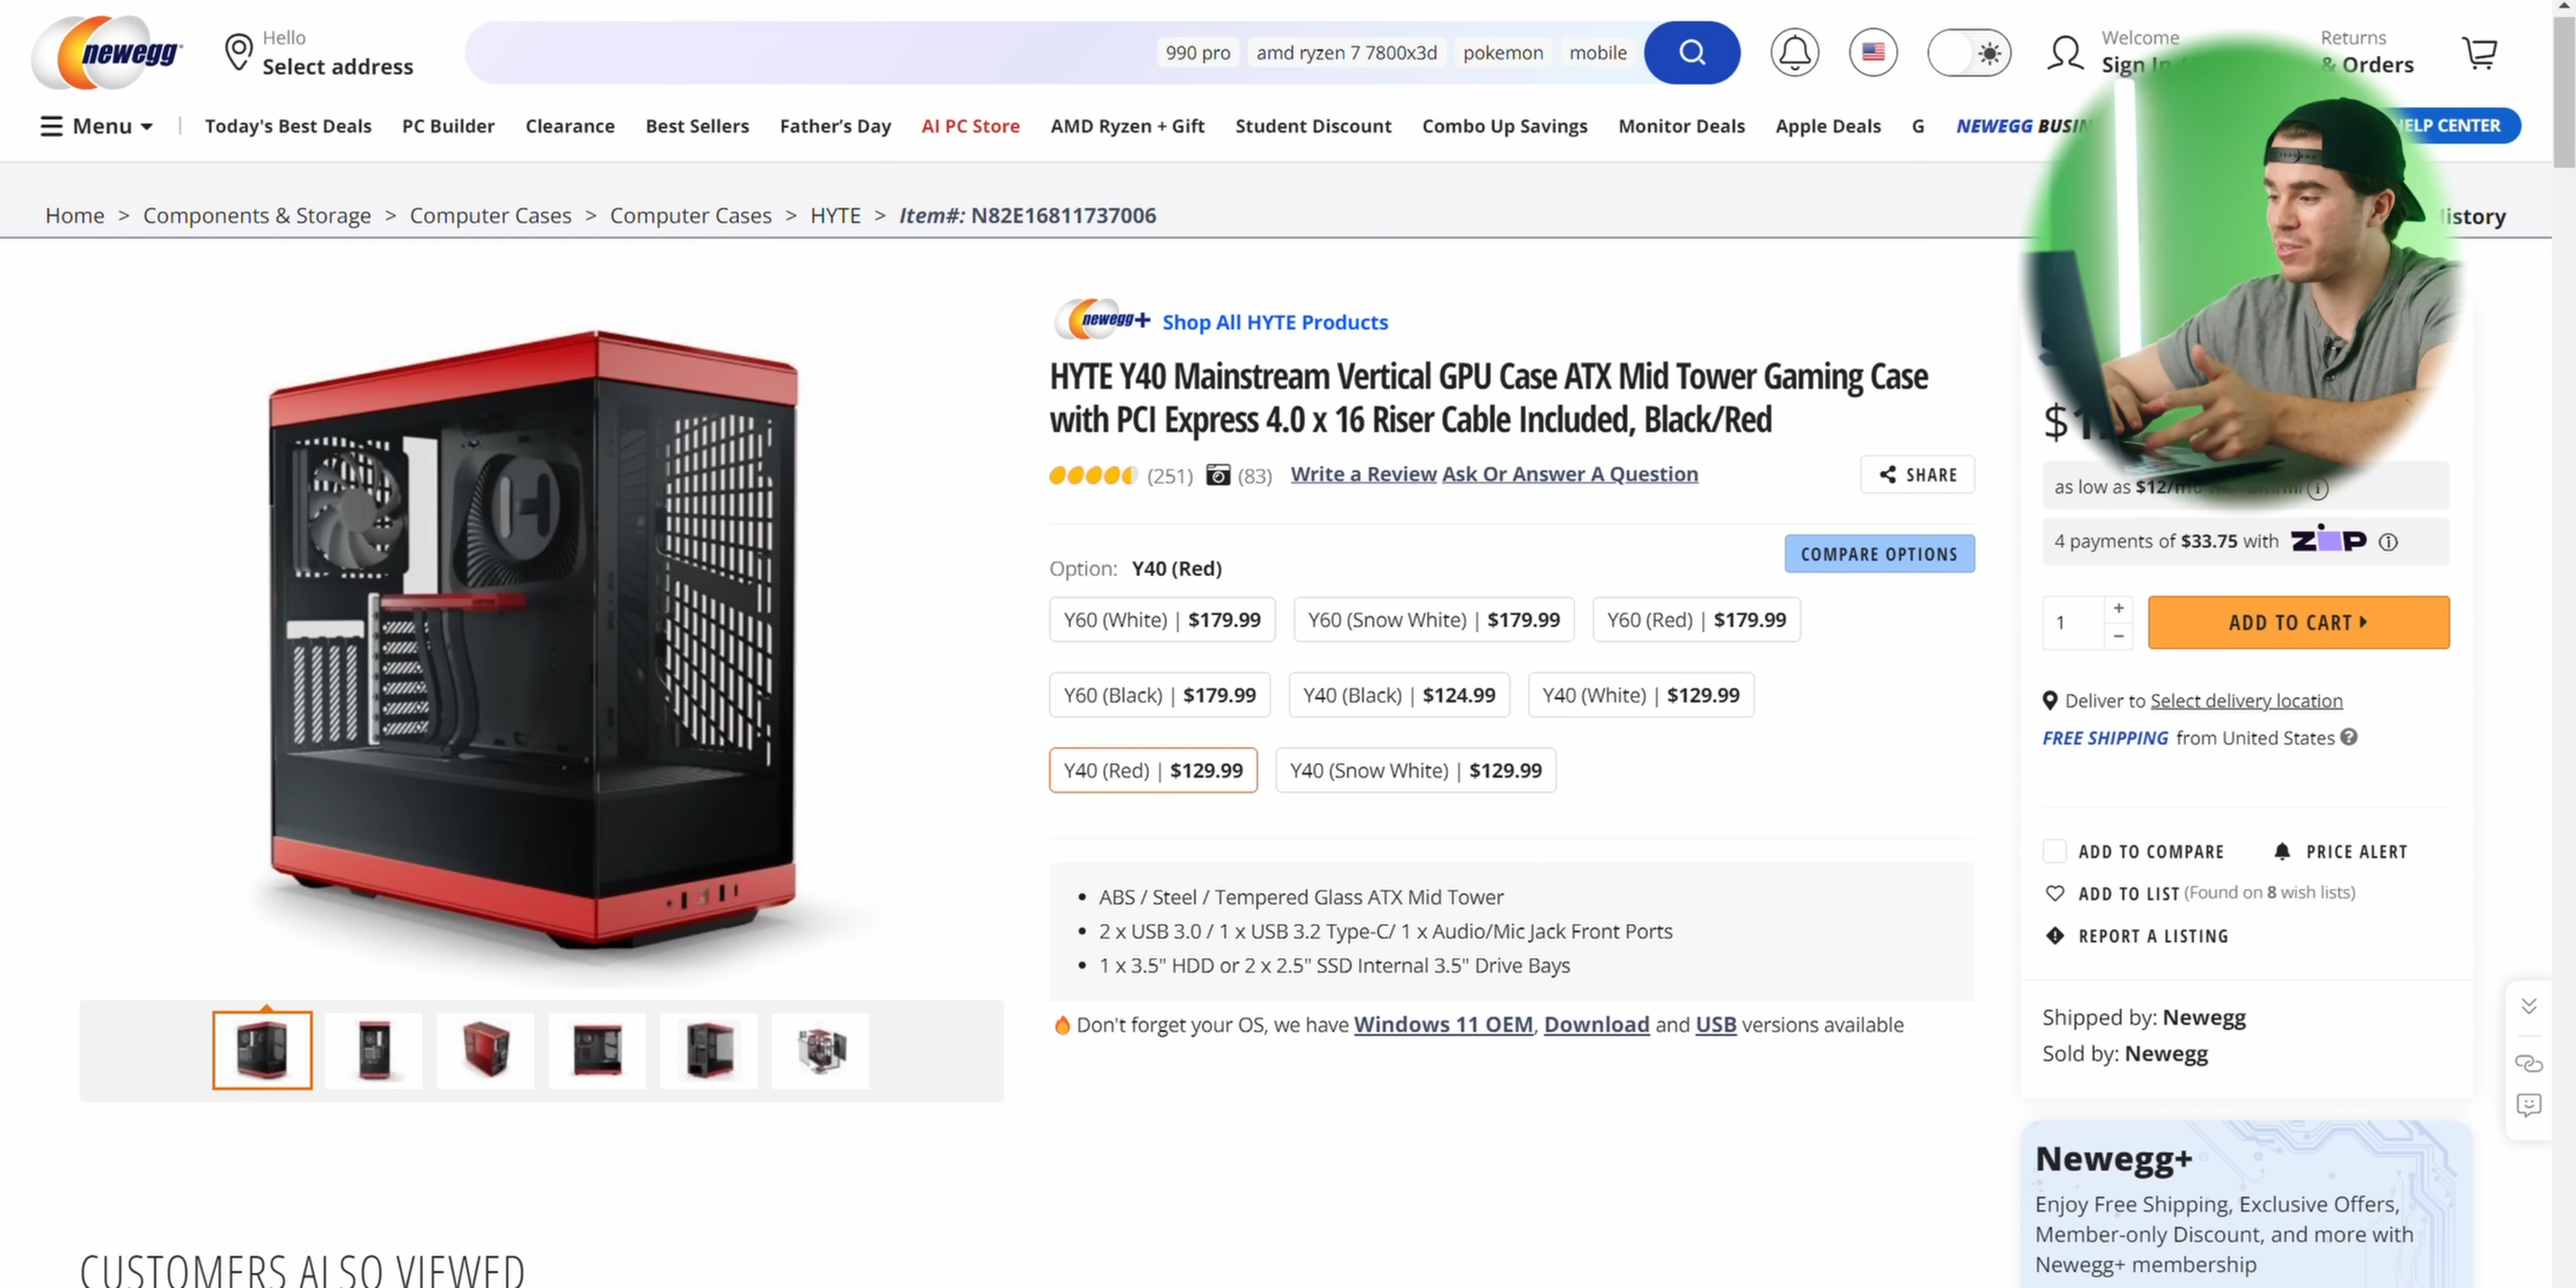 newegg
Hello
Select address
990 pro
amd ryzen 7 7800x3d
pokemon
mobile
Welcome
Sign In
Returns
& Orders
Menu
Today's Best Deals
PC Builder
Clearance
Best Sellers
Father's Day
AI PC Store
AMD Ryzen + Gift
Student Discount
Combo Up Savings
Monitor Deals
Apple Deals
G
NEWEGG
HELP CENTER
Home > Components & Storage > Computer Cases > Computer Cases > HYTE > Item#: N82E16811737006
newegg+
Shop All HYTE Products
HYTE Y40 Mainstream Vertical GPU Case ATX Mid Tower Gaming Case
with PCI Express 4.0 x 16 Riser Cable Included, Black/Red
(251)
(83)
Write a Review
Ask Or Answer A Question
SHARE
Option: Y40 (Red)
COMPARE OPTIONS
Y60 (White) | $179.99
Y60 (Snow White) | $179.99
Y60 (Red) | $179.99
Y60 (Black) | $179.99
Y40 (Black) | $124.99
Y40 (White) | $129.99
Y40 (Red) | $129.99
Y40 (Snow White) | $129.99
• ABS / Steel / Tempered Glass ATX Mid Tower
• 2 x USB 3.0 / 1 x USB 3.2 Type-C/ 1 x Audio/Mic Jack Front Ports
• 1 x 3.5" HDD or 2 x 2.5" SSD Internal 3.5" Drive Bays
Don't forget your OS, we have Windows 11 OEM, Download and USB versions available
as low as $12/
4 payments of $33.75 with zip
1
+
−
ADD TO CART
Deliver to Select delivery location
FREE SHIPPING from United States
ADD TO COMPARE
PRICE ALERT
ADD TO LIST (Found on 8 wish lists)
REPORT A LISTING
Shipped by: Newegg
Sold by: Newegg
Newegg+
Enjoy Free Shipping, Exclusive Offers,
Member-only Discount, and more with
Newegg+ membership
CUSTOMERS ALSO VIEWED